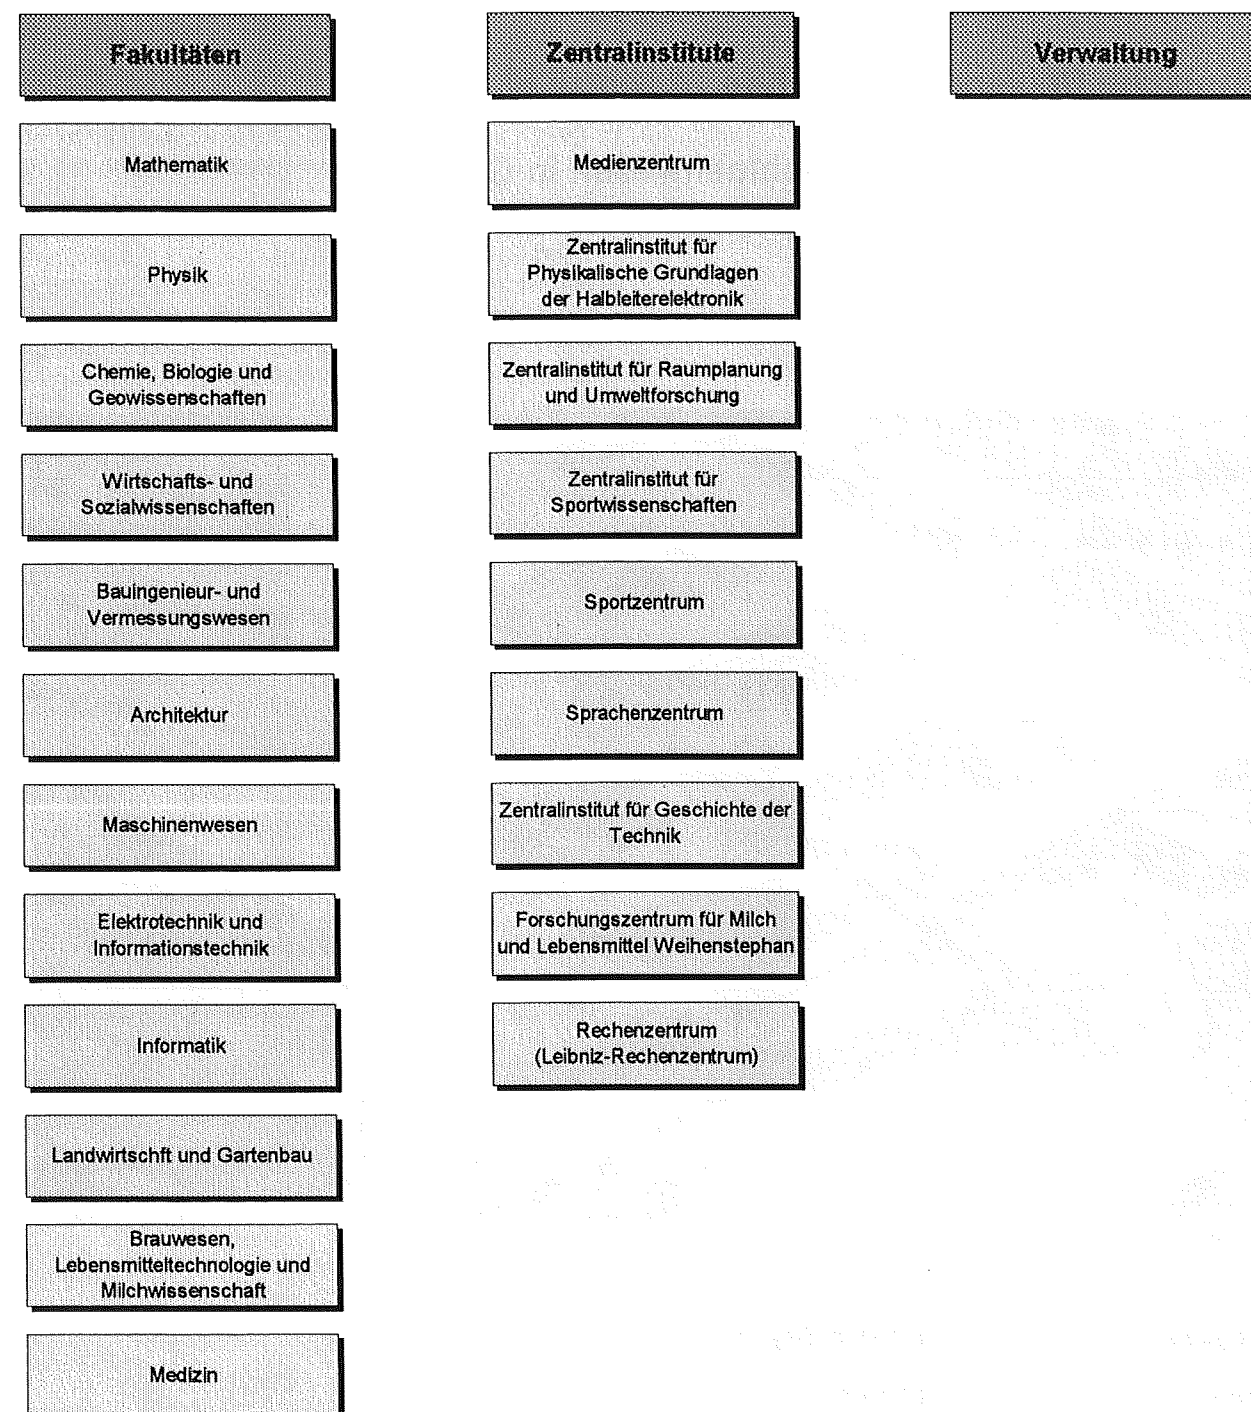 Fakultäten
Mathematik
Physik
Chemie, Biologie und
Geowissenschaften
Wirtschafts- und
Sozialwissenschaften
Bauingenieur- und
Vermessungswesen
Architektur
Maschinenwesen
Elektrotechnik und
Informationstechnik
Informatik
Landwirtschft und Gartenbau
Brauwesen,
Lebensmitteltechnologie und
Milchwissenschaft
Medizin
Zentralinstitute
Medienzentrum
Zentralinstitut für
Physikalische Grundlagen
der Halbleiterelektronik
Zentralinstitut für Raumplanung
und Umweltforschung
Zentralinstitut für
Sportwissenschaften
Sportzentrum
Sprachenzentrum
Zentralinstitut für Geschichte der
Technik
Forschungszentrum für Milch
und Lebensmittel Weihenstephan
Rechenzentrum
(Leibniz-Rechenzentrum)
Verwaltung